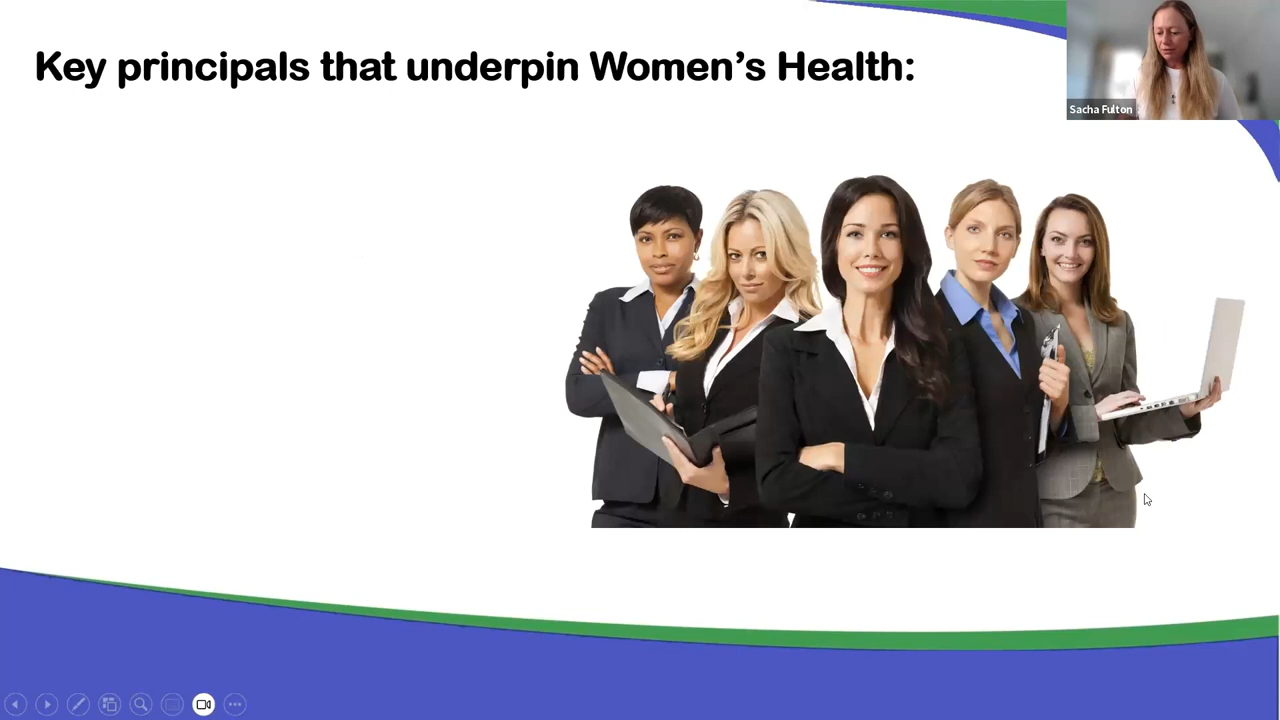 Key principals that underpin Women’s Health:
Sacha Fulton